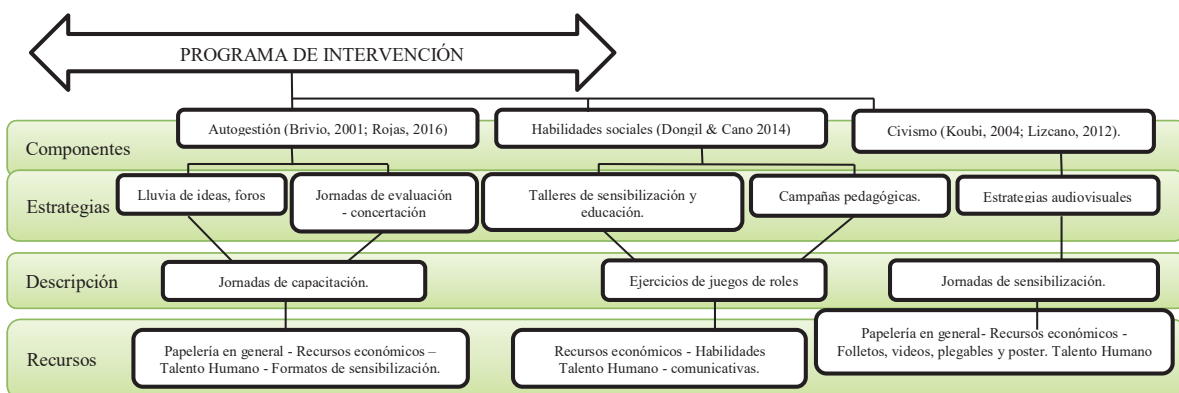 PROGRAMA DE INTERVENCIÓN
Componentes
Autogestión (Brivio, 2001; Rojas, 2016)
Habilidades sociales (Dongil & Cano 2014)
Civismo (Koubi, 2004; Lizcano, 2012).
Estrategias
Lluvia de ideas, foros
Jornadas de evaluación
- concertación
Talleres de sensibilización y
educación.
Campañas pedagógicas.
Estrategias audiovisuales
Descripción
Jornadas de capacitación.
Ejercicios de juegos de roles
Jornadas de sensibilización.
Recursos
Papelería en general - Recursos económicos –
Talento Humano - Formatos de sensibilización.
Recursos económicos - Habilidades
Talento Humano - comunicativas.
Papelería en general- Recursos económicos -
Folletos, videos, plegables y poster. Talento Humano